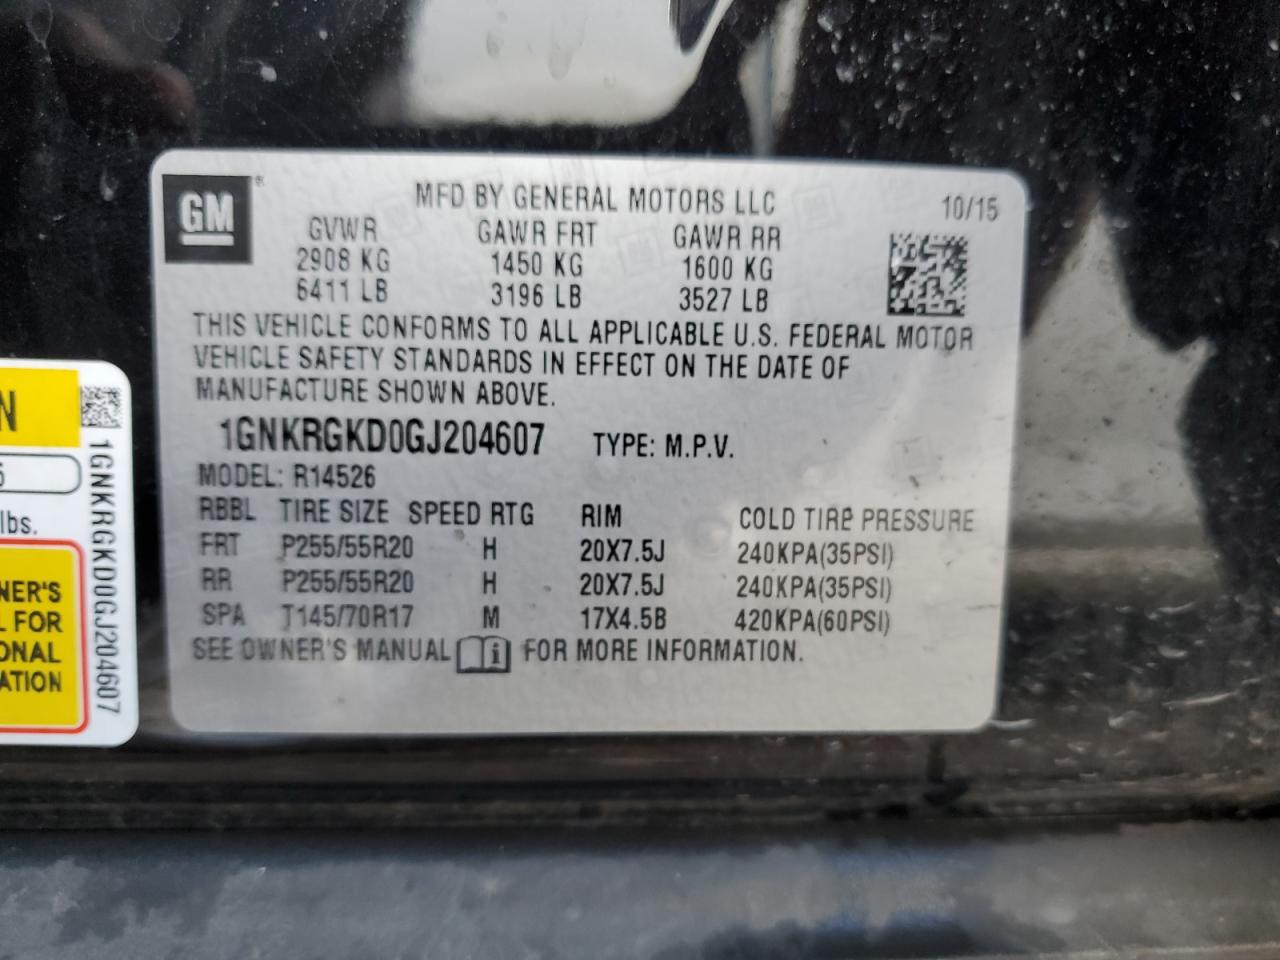 GM®
MFD BY GENERAL MOTORS LLC
10/15
GVWR GAWR FRT GAWR RR
2908 KG 1450 KG 1600 KG
6411 LB 3196 LB 3527 LB
THIS VEHICLE CONFORMS TO ALL APPLICABLE U.S. FEDERAL MOTOR
VEHICLE SAFETY STANDARDS IN EFFECT ON THE DATE OF
MANUFACTURE SHOWN ABOVE.
1GNKRGKD0GJ204607 TYPE: M.P.V.
MODEL: R14526
RBBL TIRE SIZE SPEED RTG RIM COLD TIRE PRESSURE
FRT P255/55R20 H 20X7.5J 240KPA(35PSI)
RR P255/55R20 H 20X7.5J 240KPA(35PSI)
SPA T145/70R17 M 17X4.5B 420KPA(60PSI)
SEE OWNER'S MANUAL i FOR MORE INFORMATION.
N
5
lbs.
NER'S
L FOR
ONAL
ATION
1GNKRGKD0GJ204607